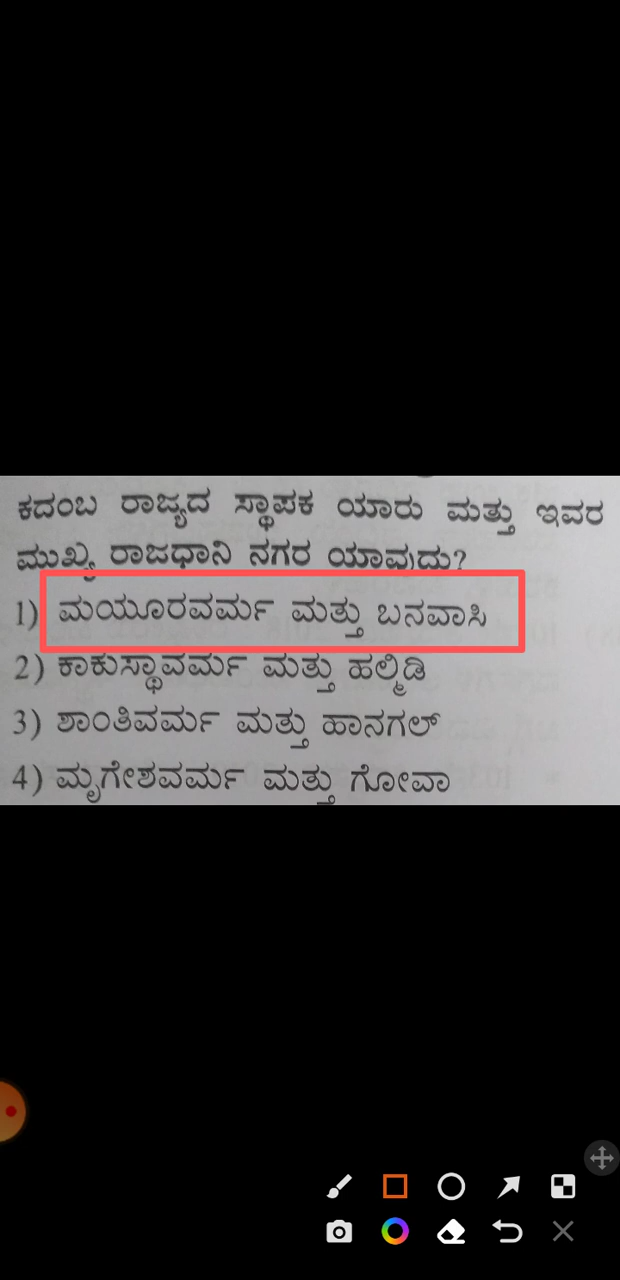 ಕದಂಬ ರಾಜ್ಯದ ಸ್ಥಾಪಕ ಯಾರು ಮತ್ತು ಇವರ
ಮುಖ್ಯ ರಾಜಧಾನಿ ನಗರ ಯಾವುದು?
1) ಮಯೂರವರ್ಮ ಮತ್ತು ಬನವಾಸಿ
2) ಕಾಕುಸ್ಥಾವರ್ಮ ಮತ್ತು ಹಲ್ಮಿಡಿ
3) ಶಾಂತಿವರ್ಮ ಮತ್ತು ಹಾನಗಲ್
4) ಮೃಗೇಶವರ್ಮ ಮತ್ತು ಗೋವಾ